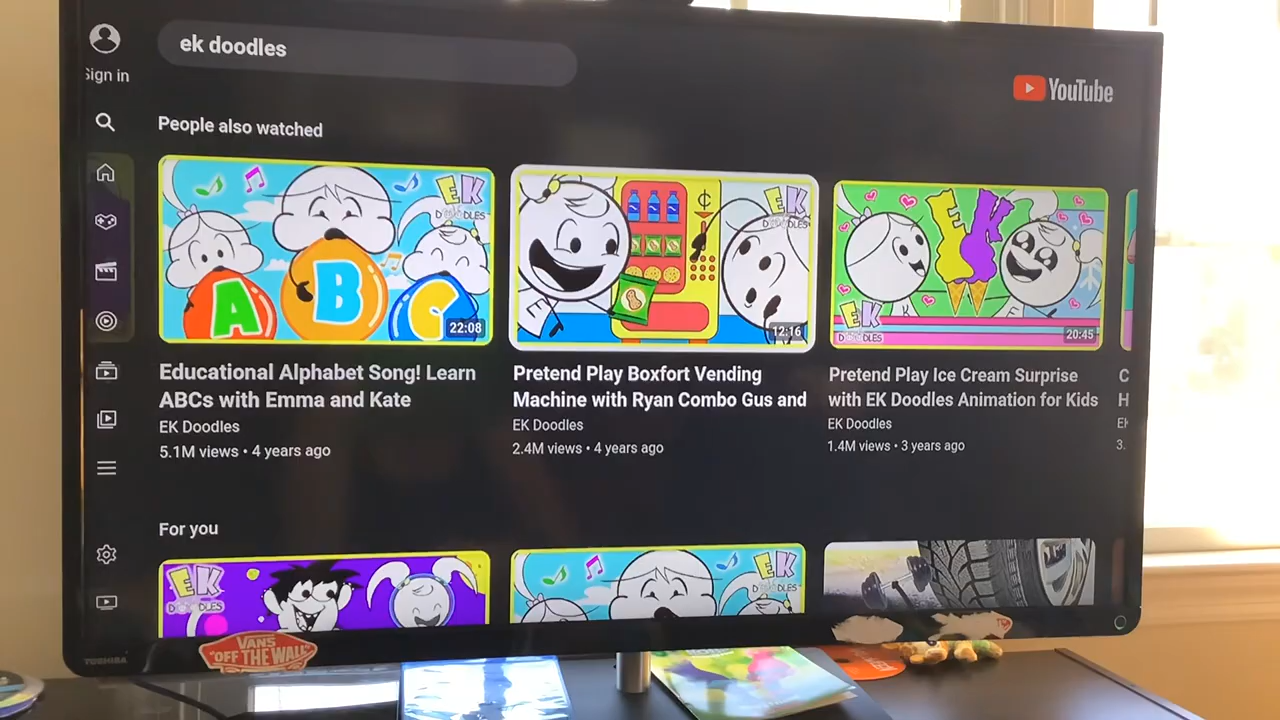 ek doodles
Sign in
YouTube
People also watched
EK
DOODLES
A B C
22:08
EK
DOODLES
E
12:16
EK
EK
DOODLES
20:45
Educational Alphabet Song! Learn
ABCs with Emma and Kate
EK Doodles
5.1M views • 4 years ago
Pretend Play Boxfort Vending
Machine with Ryan Combo Gus and
EK Doodles
2.4M views • 4 years ago
Pretend Play Ice Cream Surprise
with EK Doodles Animation for Kids
EK Doodles
1.4M views • 3 years ago
C
H
EK
3.
For you
EK
DOODLES
EK
DOODLES
TOSHIBA
VANS
"OFF THE WALL"